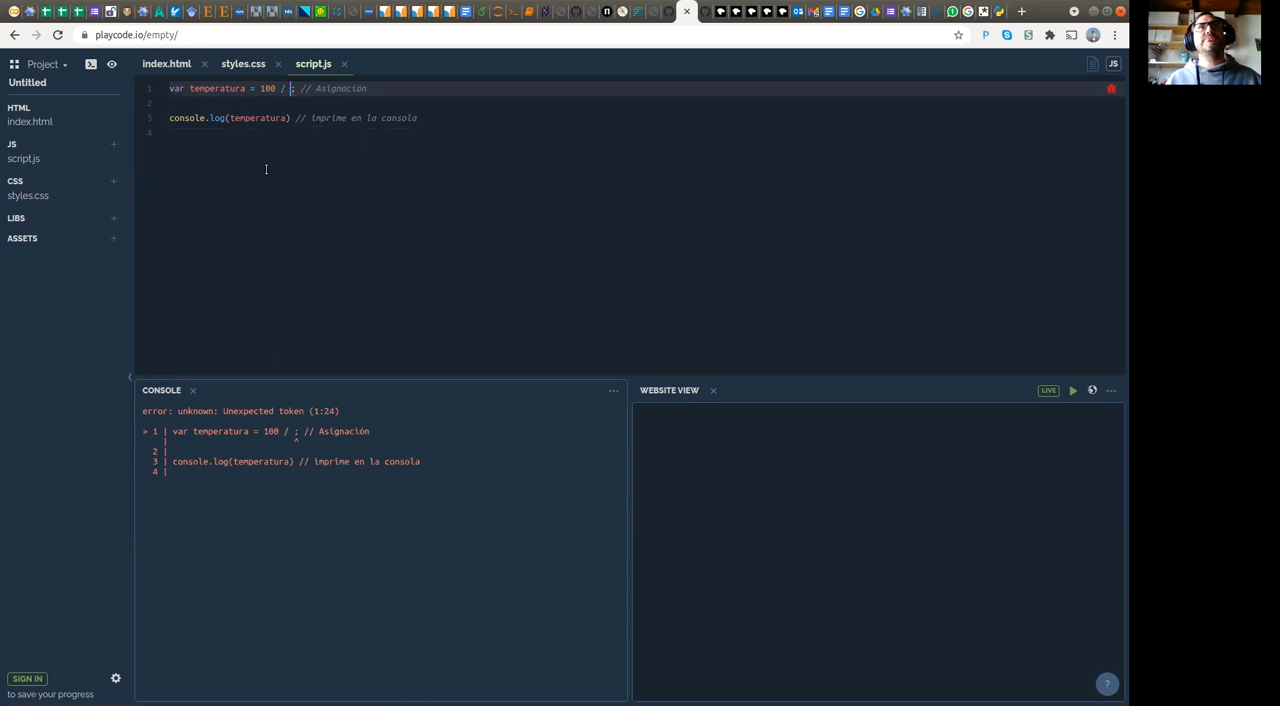 playcode.io/empty/
Project
index.html
styles.css
script.js
JS
Untitled
HTML
index.html
JS +
script.js
CSS +
styles.css
LIBS +
ASSETS +
1 var temperatura = 100 / ; // Asignación
2
3 console.log(temperatura) // imprime en la consola
4
CONSOLE
error: unknown: Unexpected token (1:24)
> 1 | var temperatura = 100 / ; // Asignación
| ^
2 |
3 | console.log(temperatura) // imprime en la consola
4 |
WEBSITE VIEW
LIVE
SIGN IN
to save your progress
?